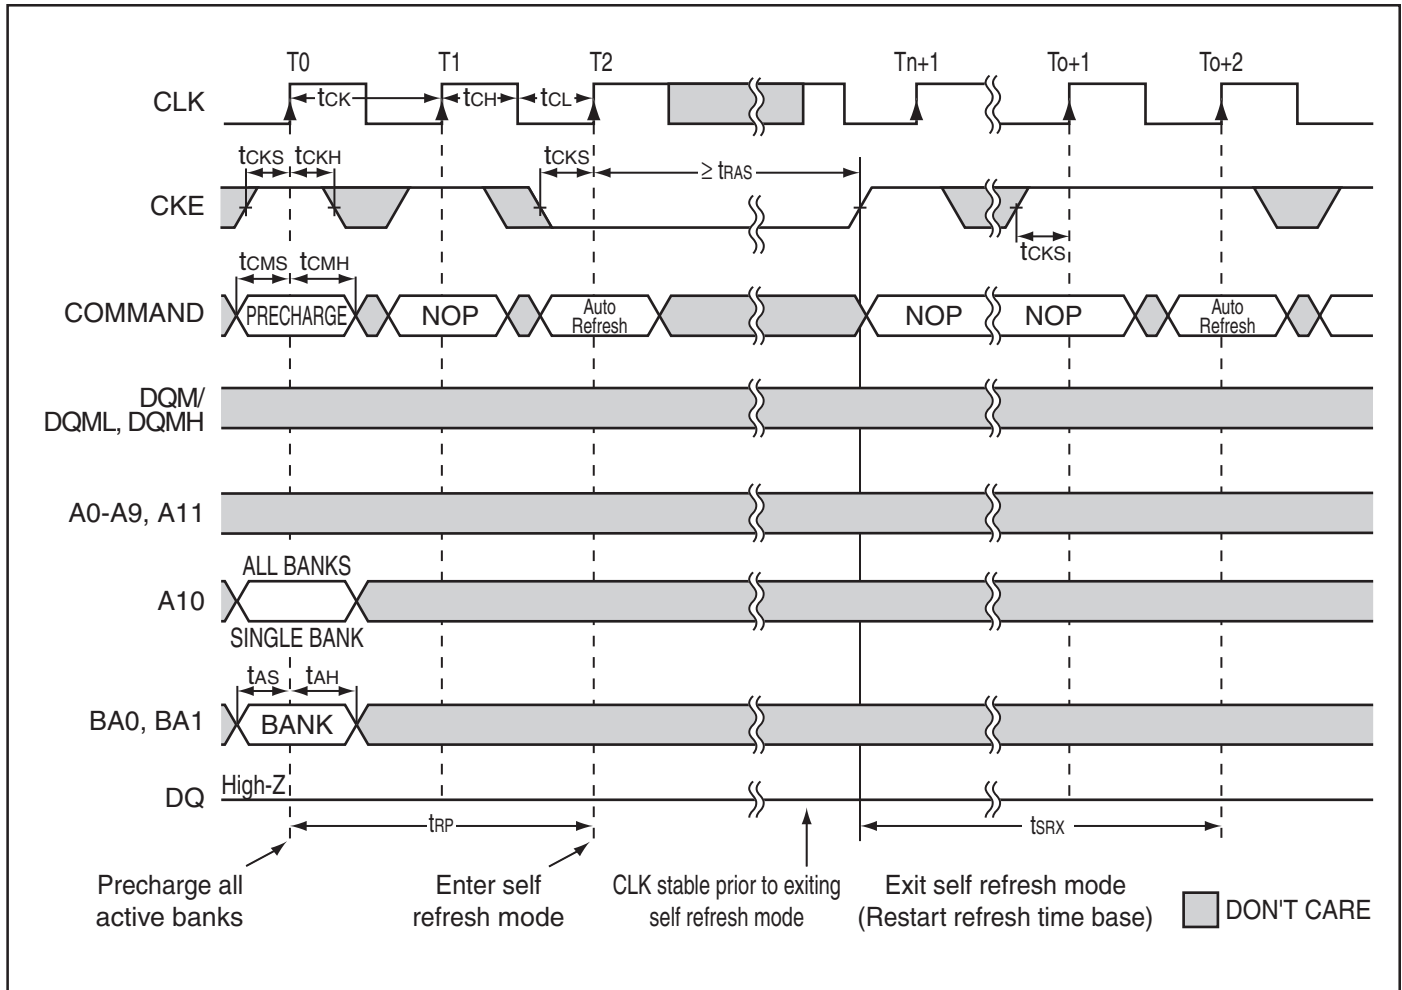 T0 T1 T2 Tn+1 To+1 To+2
CLK tCK tCH tCL
tCKS tCKH tCKS ≥ tRAS
CKE
tCKS
tCMS tCMH
COMMAND PRECHARGE NOP Auto Refresh NOP NOP Auto Refresh
DQM/
DQML, DQMH
A0-A9, A11
ALL BANKS
A10
SINGLE BANK
tAS tAH
BA0, BA1 BANK
DQ High-Z
tRP tSRX
Precharge all
active banks
Enter self
refresh mode
CLK stable prior to exiting
self refresh mode
Exit self refresh mode
(Restart refresh time base)
DON'T CARE